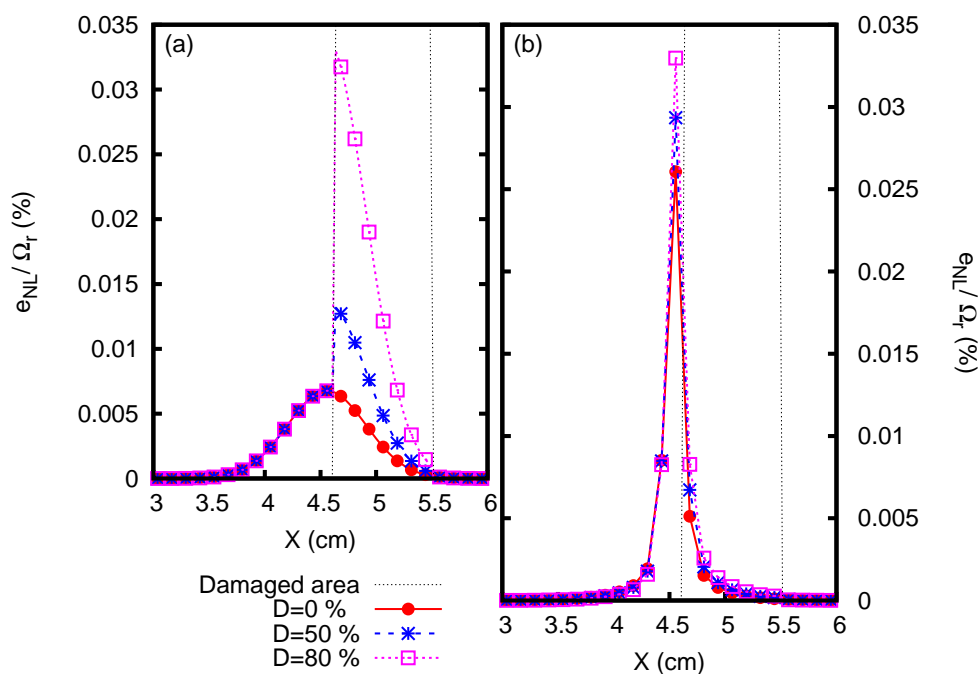 (a)
0.035
0.03
0.025
0.02
0.015
0.01
0.005
0
e_NL / Ω_r (%)
3 3.5 4 4.5 5 5.5 6
X (cm)
(b)
0.035
0.03
0.025
0.02
0.015
0.01
0.005
0
e_NL / Ω_r (%)
3 3.5 4 4.5 5 5.5 6
X (cm)
Damaged area
D=0 %
D=50 %
D=80 %